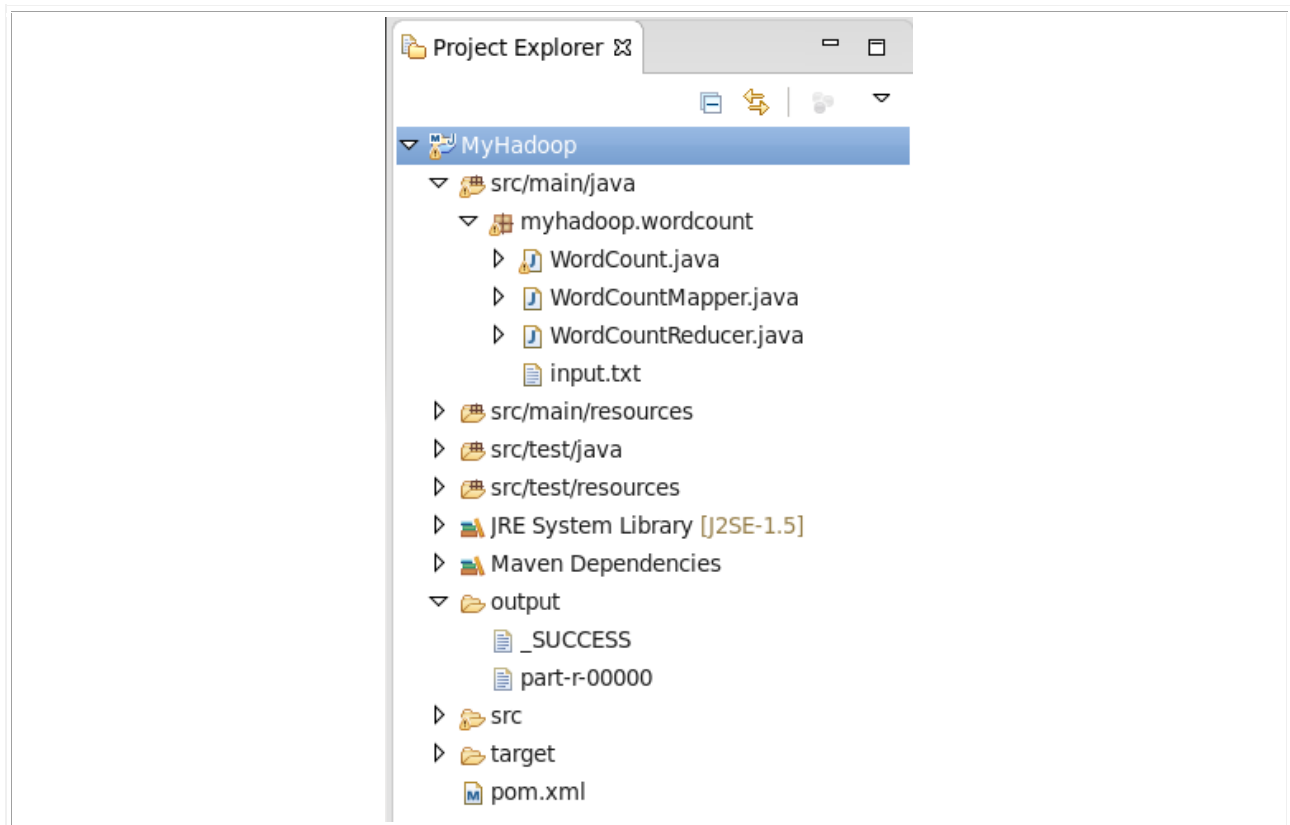 Project Explorer
MyHadoop
src/main/java
myhadoop.wordcount
WordCount.java
WordCountMapper.java
WordCountReducer.java
input.txt
src/main/resources
src/test/java
src/test/resources
JRE System Library [J2SE-1.5]
Maven Dependencies
output
_SUCCESS
part-r-00000
src
target
pom.xml